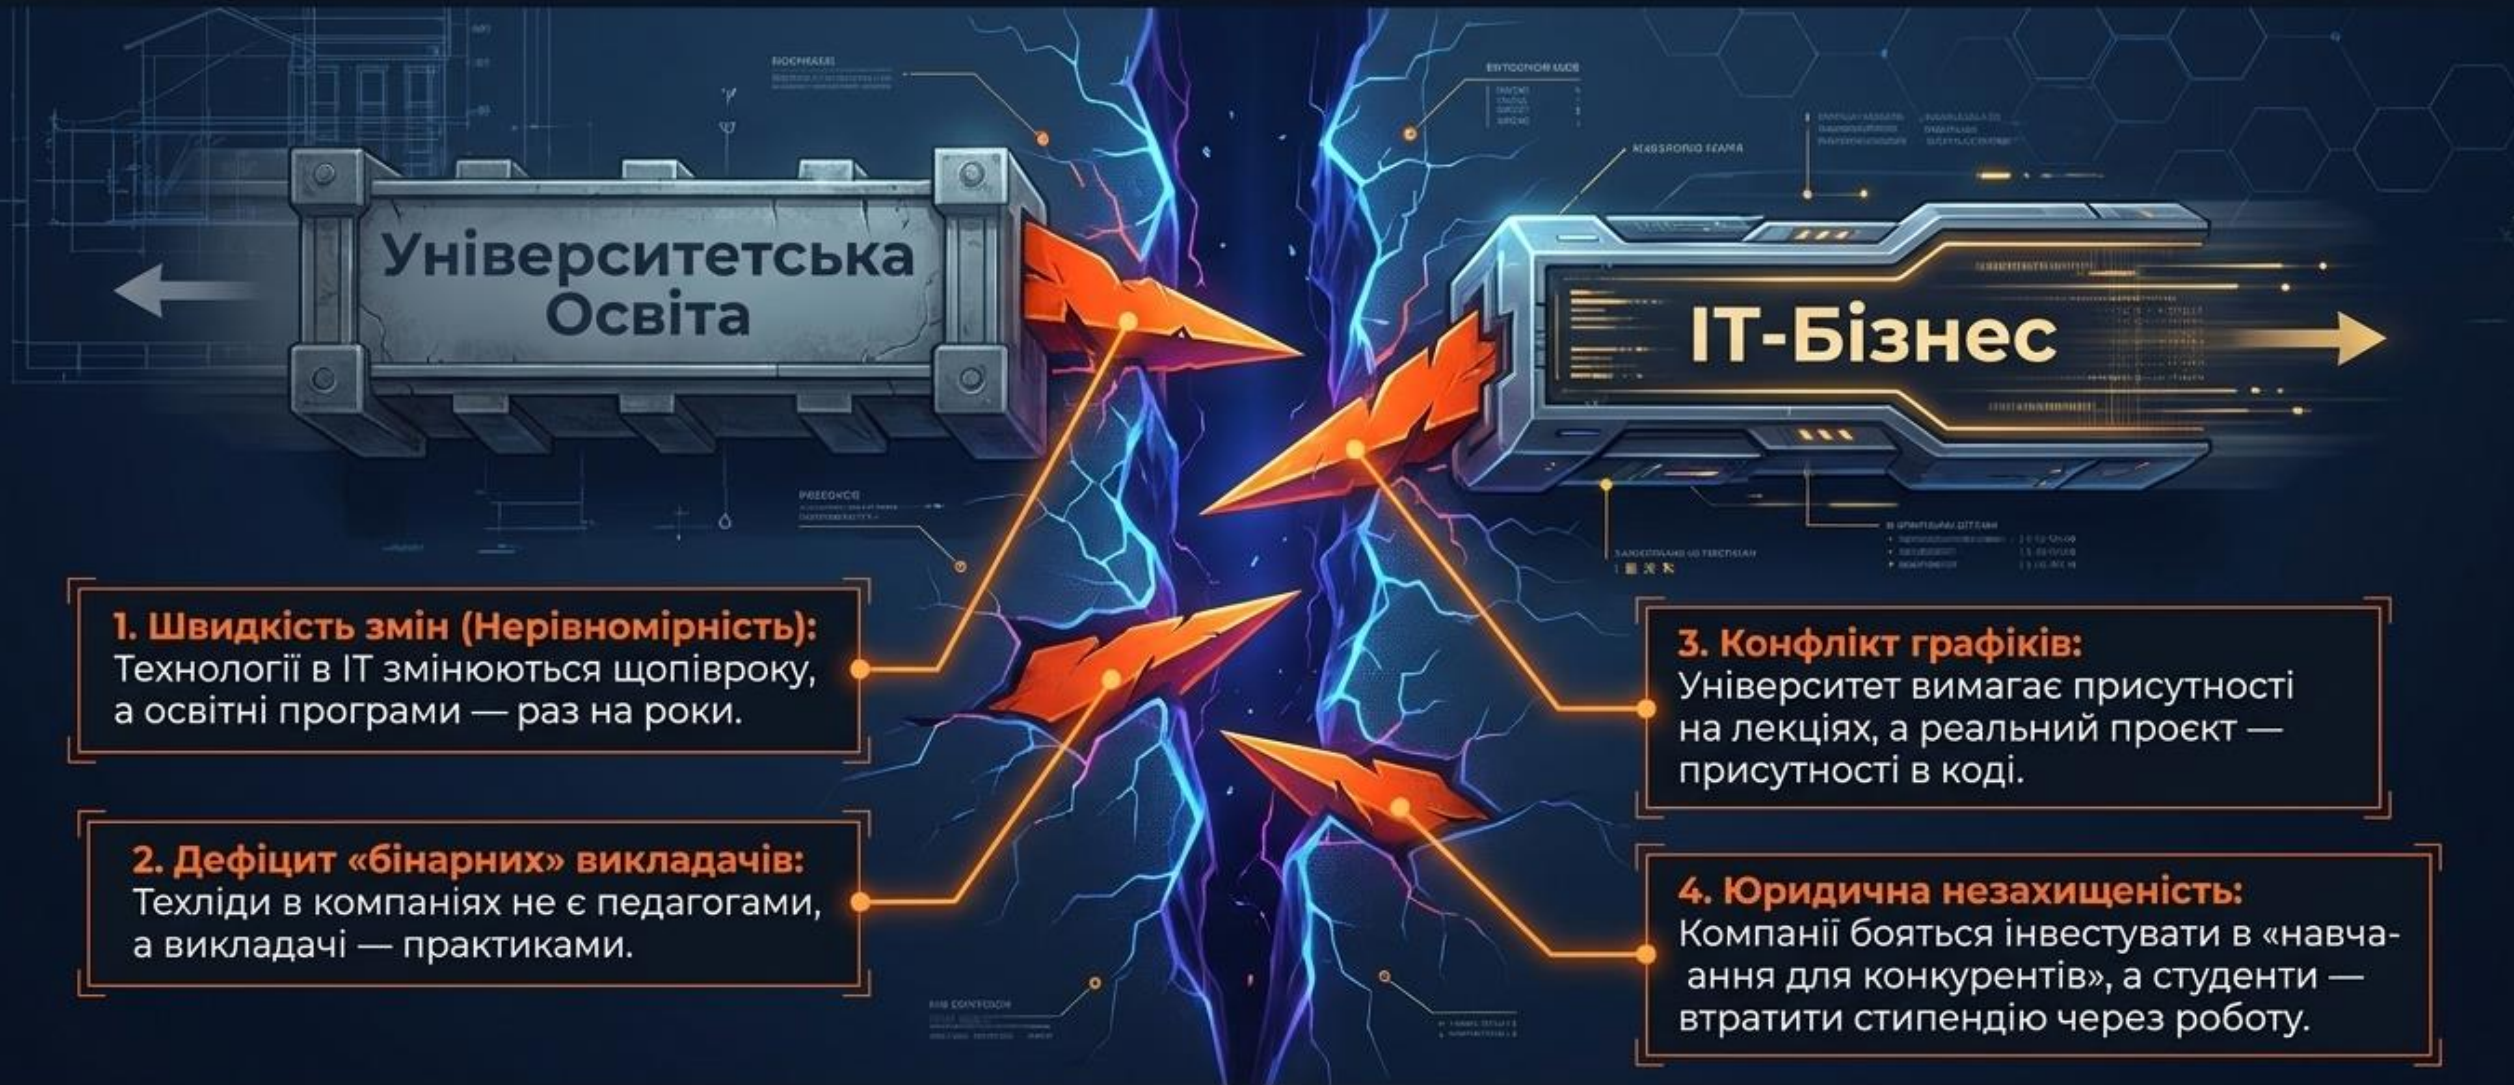 Університетська
Освіта
ІТ-Бізнес
1. Швидкість змін (Нерівномірність):
Технології в ІТ змінюються щопівроку,
а освітні програми — раз на роки.
2. Дефіцит «бінарних» викладачів:
Техліди в компаніях не є педагогами,
а викладачі — практиками.
3. Конфлікт графіків:
Університет вимагає присутності
на лекціях, а реальний проєкт —
присутності в коді.
4. Юридична незахищеність:
Компанії бояться інвестувати в «навча-
ання для конкурентів», а студенти —
втратити стипендію через роботу.